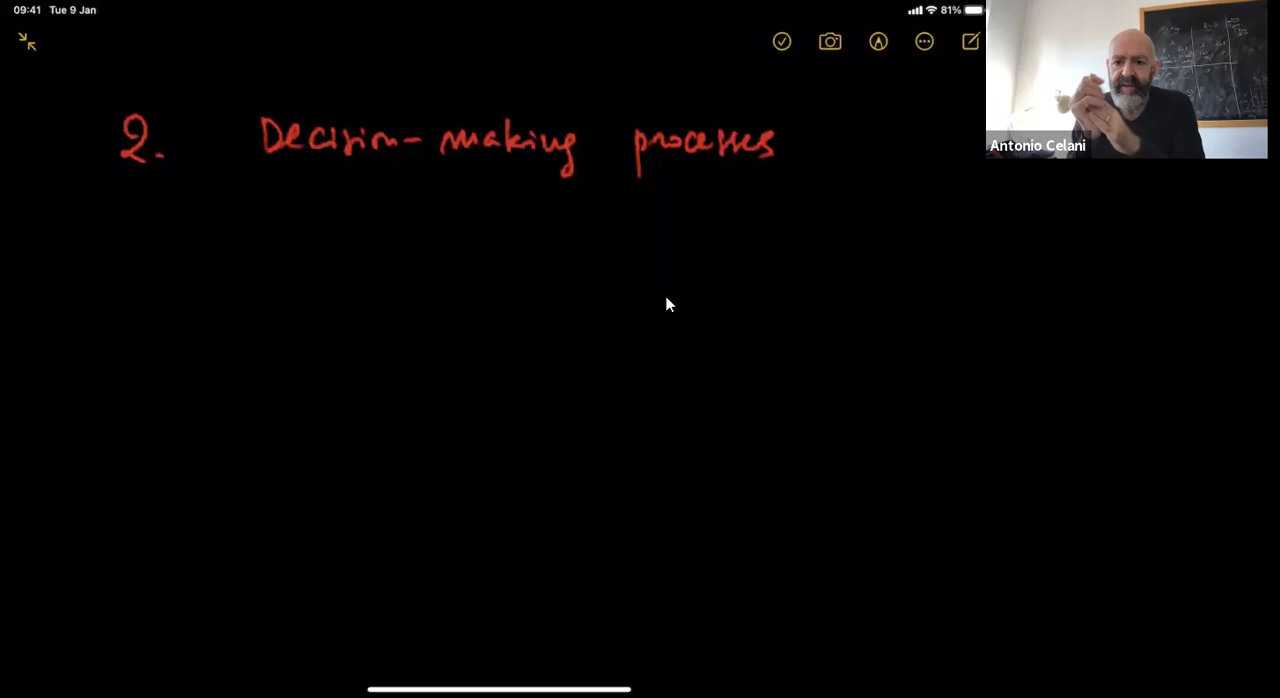 09:41 Tue 9 Jan 81%
2. Decision-making processes
Antonio Celani